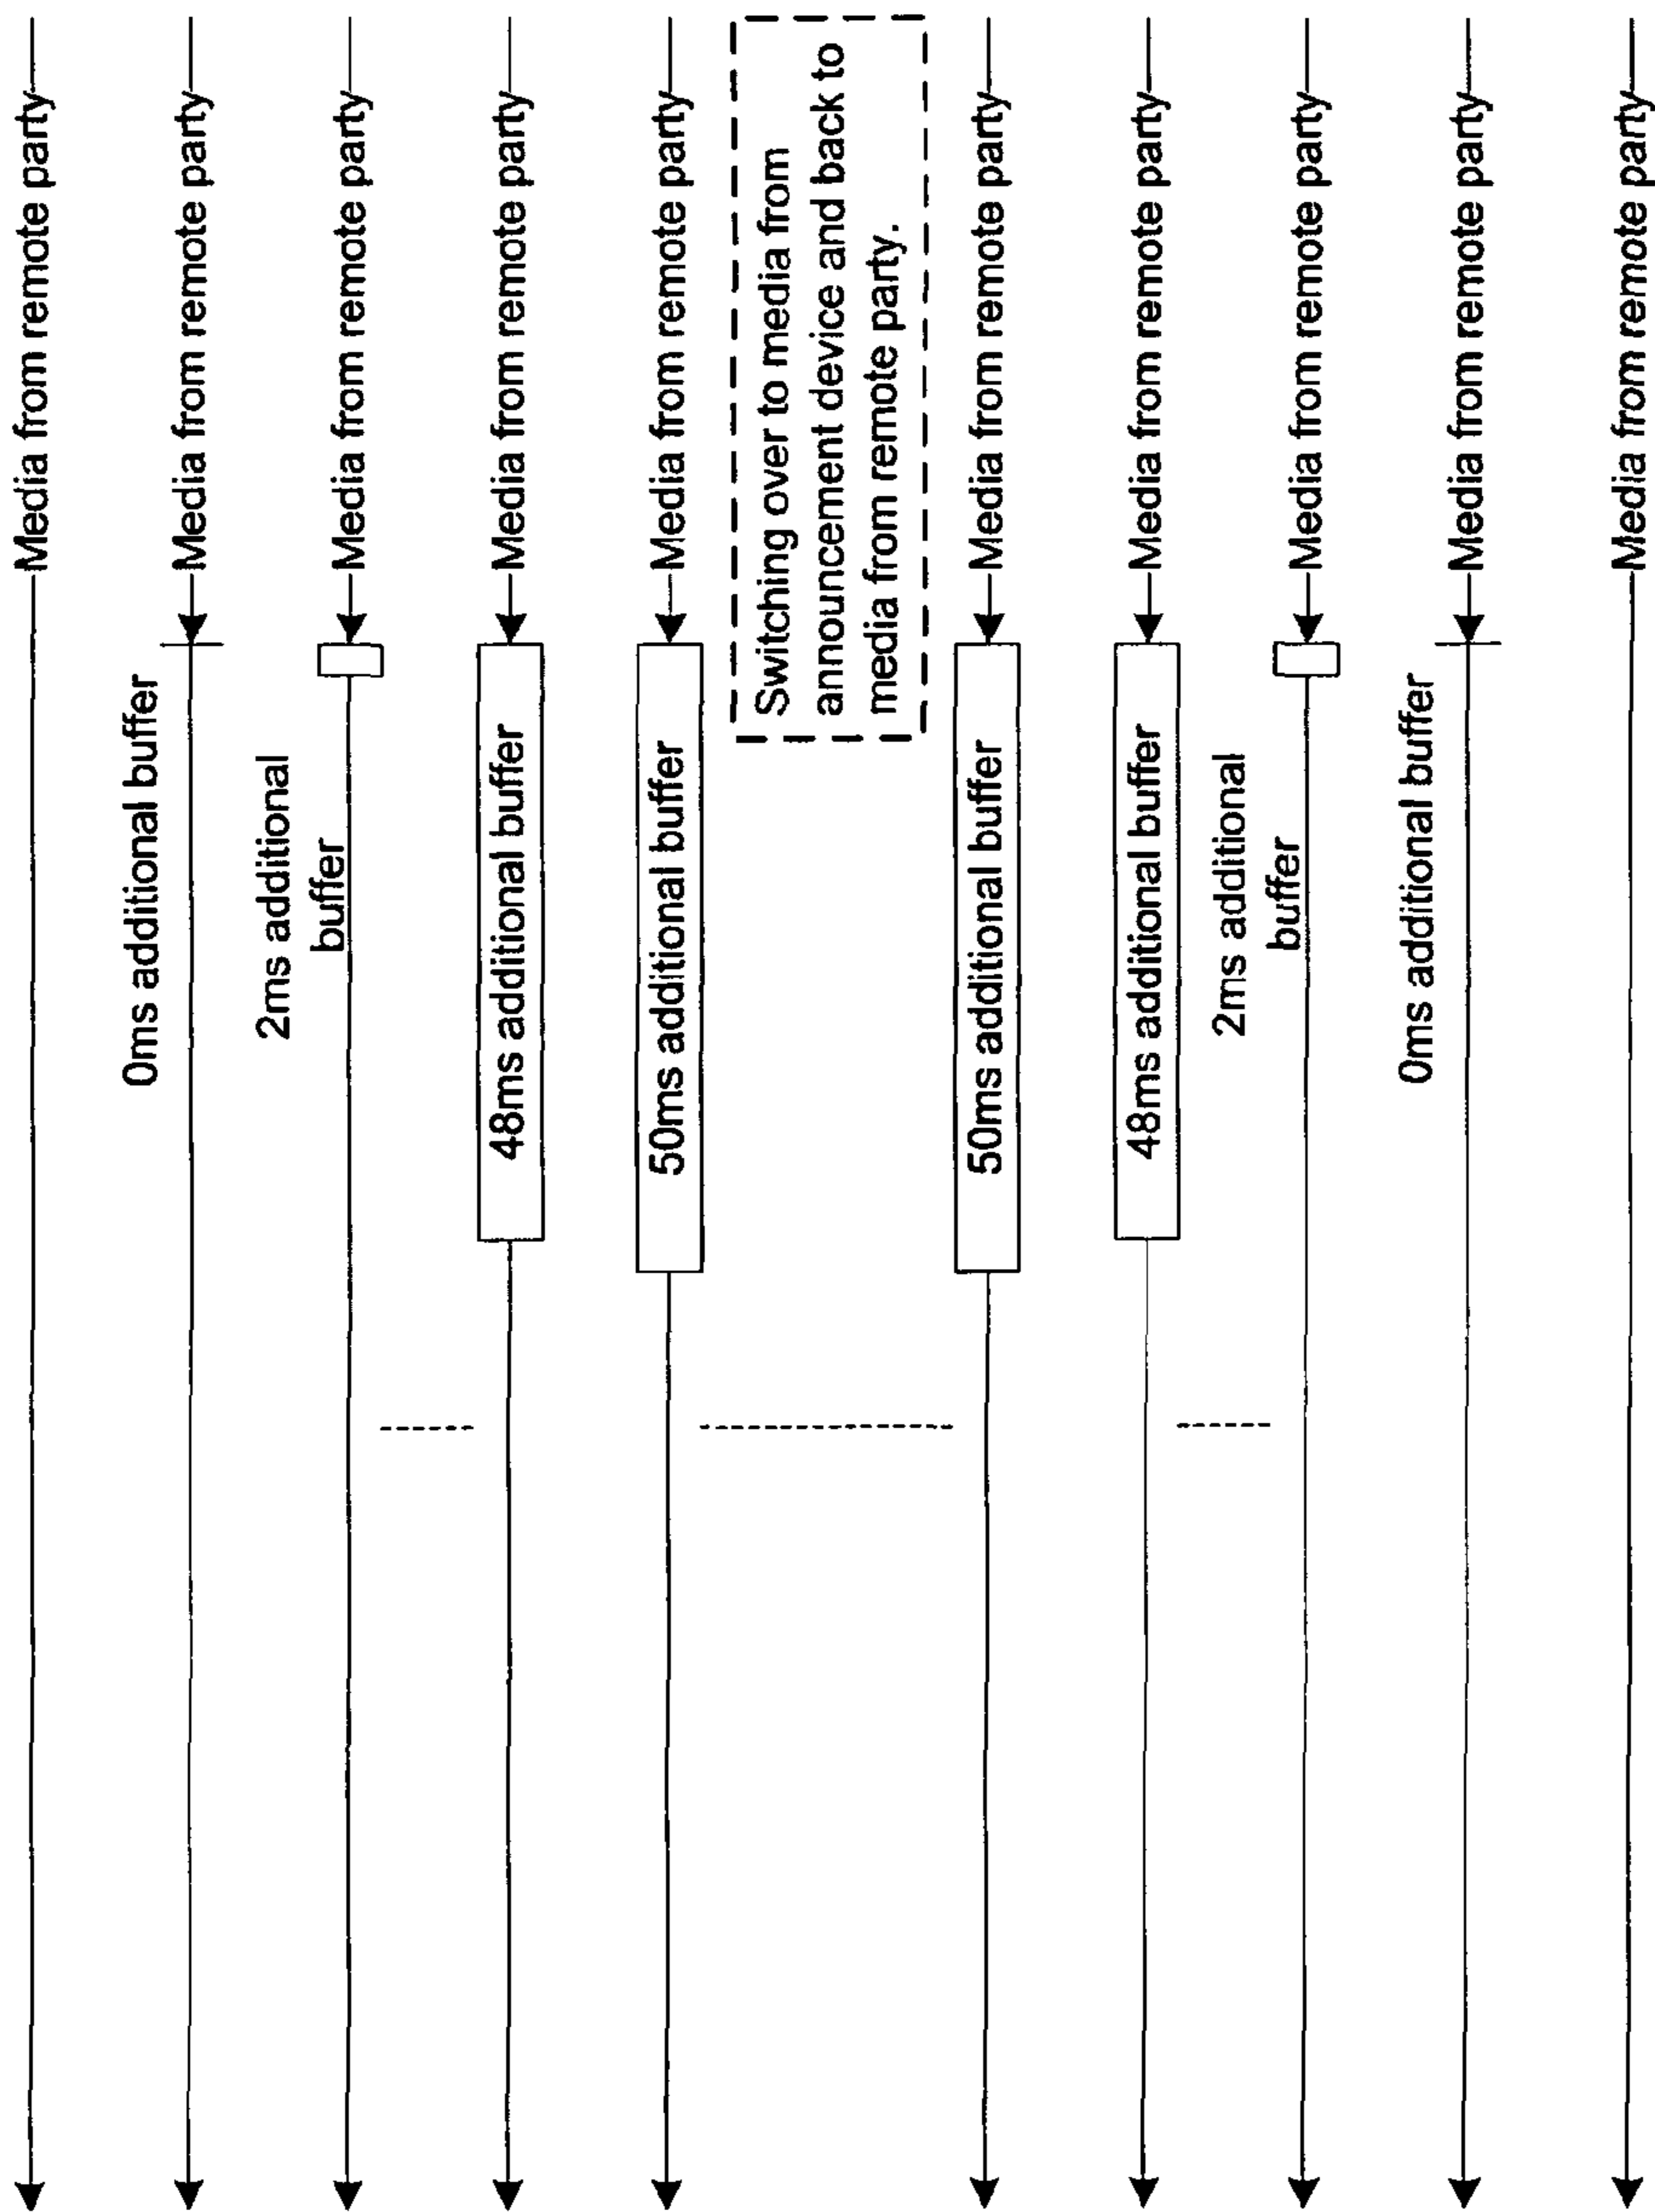 Media from remote party
0ms additional buffer
Media from remote party
2ms additional
buffer
Media from remote party
48ms additional buffer
Media from remote party
50ms additional buffer
Media from remote party
Switching over to media from
announcement device and back to
media from remote party.
50ms additional buffer
Media from remote party
48ms additional buffer
Media from remote party
2ms additional
buffer
Media from remote party
0ms additional buffer
Media from remote party
Media from remote party